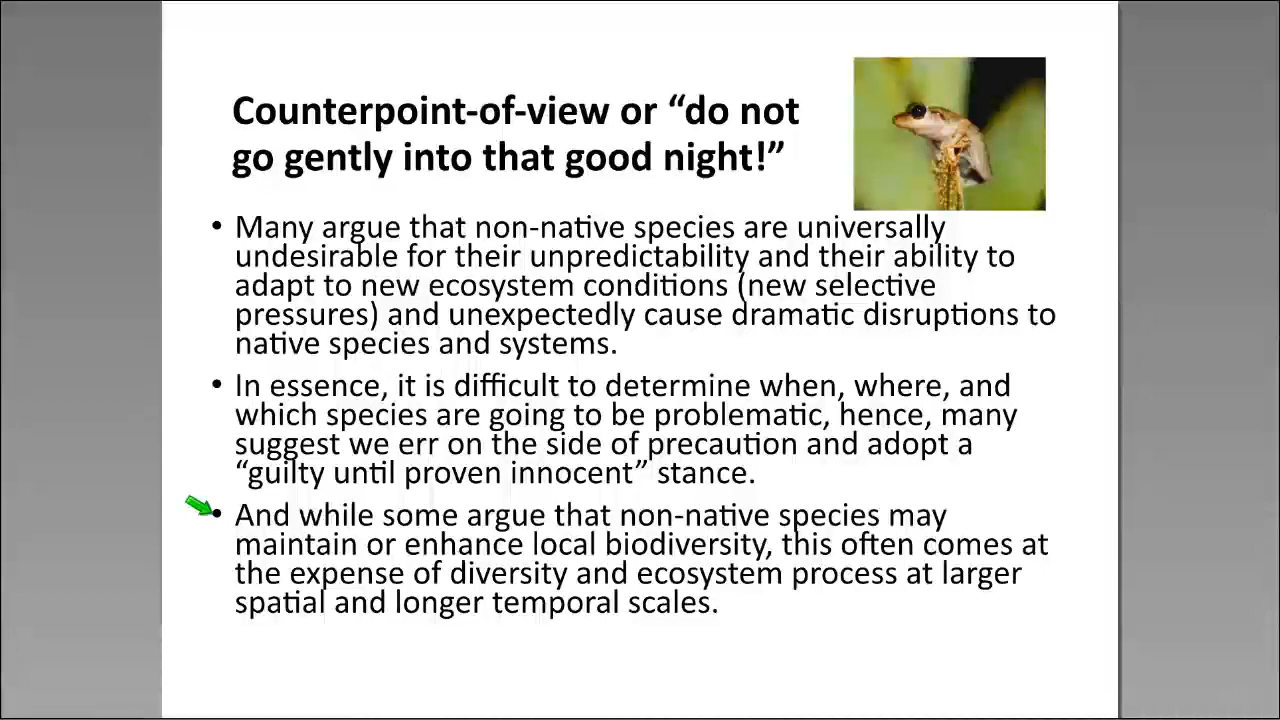 Counterpoint-of-view or “do not
go gently into that good night!”
• Many argue that non-native species are universally
undesirable for their unpredictability and their ability to
adapt to new ecosystem conditions (new selective
pressures) and unexpectedly cause dramatic disruptions to
native species and systems.
• In essence, it is difficult to determine when, where, and
which species are going to be problematic, hence, many
suggest we err on the side of precaution and adopt a
“guilty until proven innocent” stance.
• And while some argue that non-native species may
maintain or enhance local biodiversity, this often comes at
the expense of diversity and ecosystem process at larger
spatial and longer temporal scales.